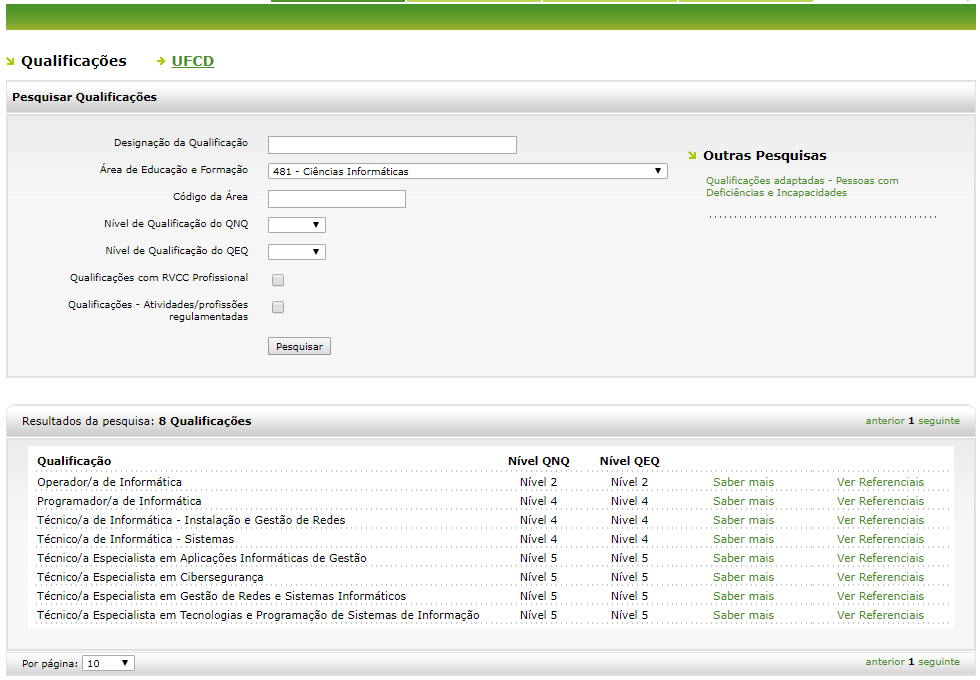 Qualificações UFCD
Pesquisar Qualificações
Designação da Qualificação
Área de Educação e Formação 481 - Ciências Informáticas
Código da Área
Nível de Qualificação do QNQ
Nível de Qualificação do QEQ
Qualificações com RVCC Profissional
Qualificações - Atividades/profissões
regulamentadas
Pesquisar
Outras Pesquisas
Qualificações adaptadas - Pessoas com
Deficiências e Incapacidades
Resultados da pesquisa: 8 Qualificações anterior 1 seguinte
Qualificação Nível QNQ Nível QEQ
Operador/a de Informática Nível 2 Nível 2 Saber mais Ver Referenciais
Programador/a de Informática Nível 4 Nível 4 Saber mais Ver Referenciais
Técnico/a de Informática - Instalação e Gestão de Redes Nível 4 Nível 4 Saber mais Ver Referenciais
Técnico/a de Informática - Sistemas Nível 4 Nível 4 Saber mais Ver Referenciais
Técnico/a Especialista em Aplicações Informáticas de Gestão Nível 5 Nível 5 Saber mais Ver Referenciais
Técnico/a Especialista em Cibersegurança Nível 5 Nível 5 Saber mais Ver Referenciais
Técnico/a Especialista em Gestão de Redes e Sistemas Informáticos Nível 5 Nível 5 Saber mais Ver Referenciais
Técnico/a Especialista em Tecnologias e Programação de Sistemas de Informação Nível 5 Nível 5 Saber mais Ver Referenciais
Por página: 10 anterior 1 seguinte